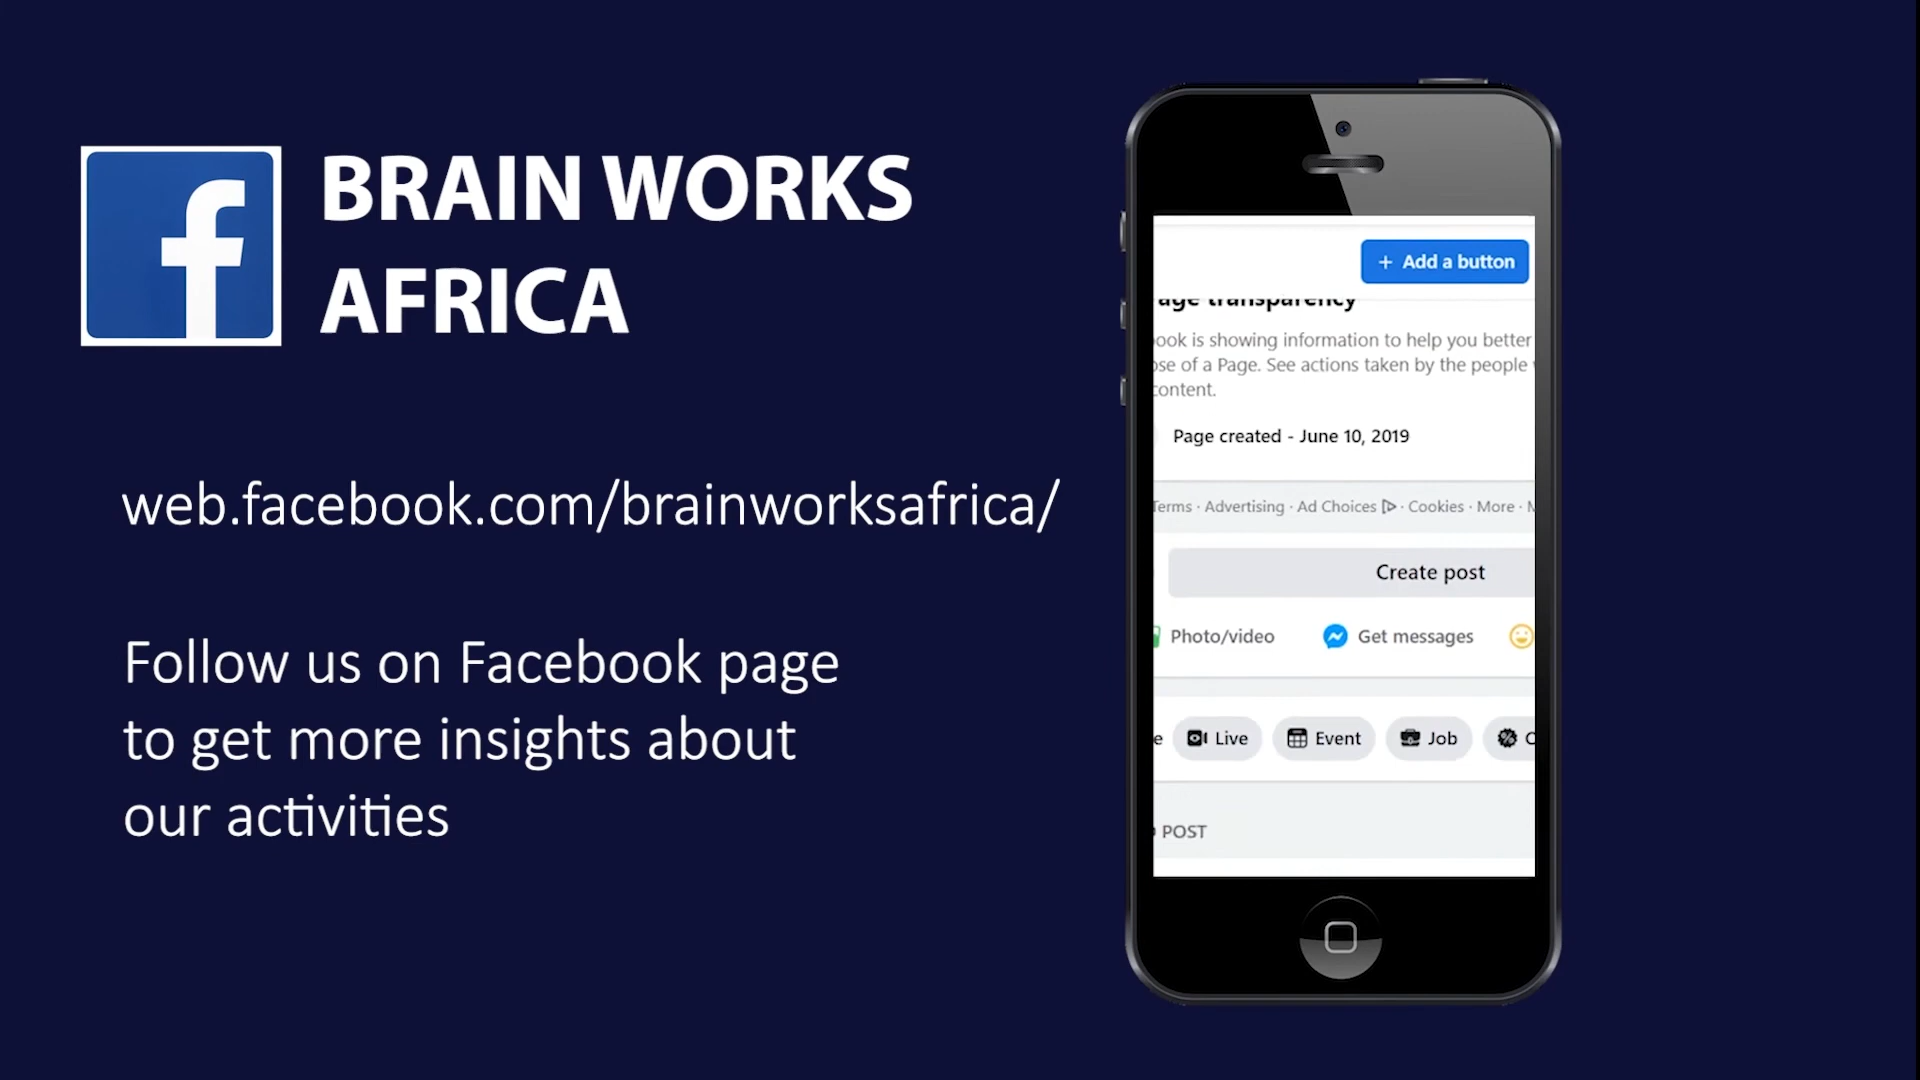 BRAIN WORKS
AFRICA
web.facebook.com/brainworksafrica/
Follow us on Facebook page
to get more insights about
our activities
+ Add a button
age transparency
ook is showing information to help you better
ose of a Page. See actions taken by the people
content.
Page created - June 10, 2019
Terms · Advertising · Ad Choices · Cookies · More ·
Create post
Photo/video Get messages
Live Event Job
POST